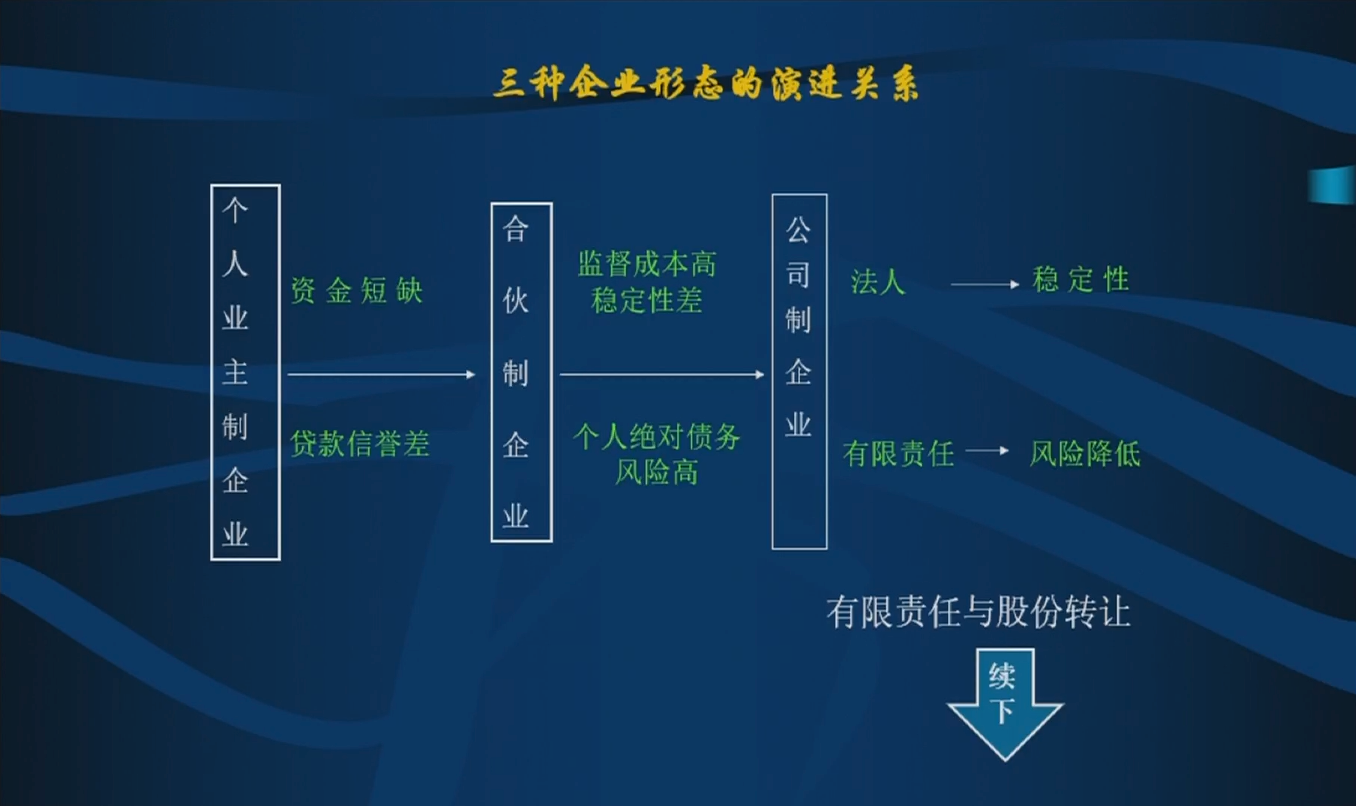 三种企业形态的演进关系
个人业主制企业
资金短缺
贷款信誉差
合伙制企业
监督成本高
稳定性差
个人绝对债务
风险高
公司制企业
法人
稳定性
有限责任
风险降低
有限责任与股份转让
续
下